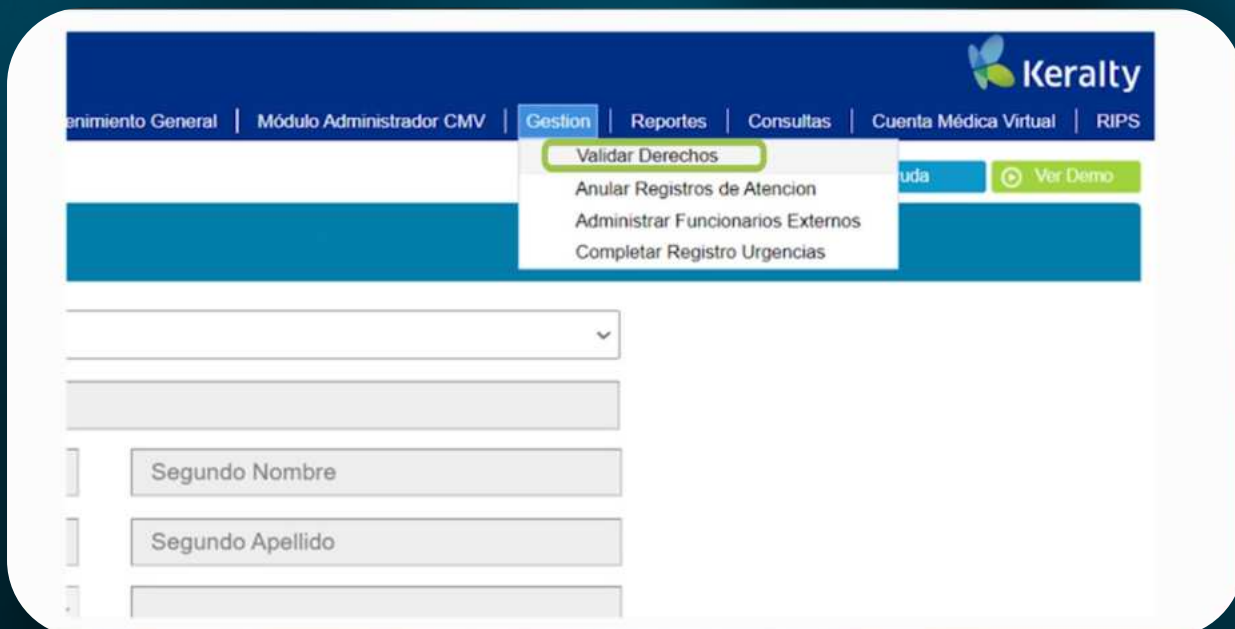 Keralty
enimiento General | Módulo Administrador CMV | Gestion | Reportes | Consultas | Cuenta Médica Virtual | RIPS
Validar Derechos
uda
Ver Demo
Anular Registros de Atencion
Administrar Funcionarios Externos
Completar Registro Urgencias
Segundo Nombre
Segundo Apellido